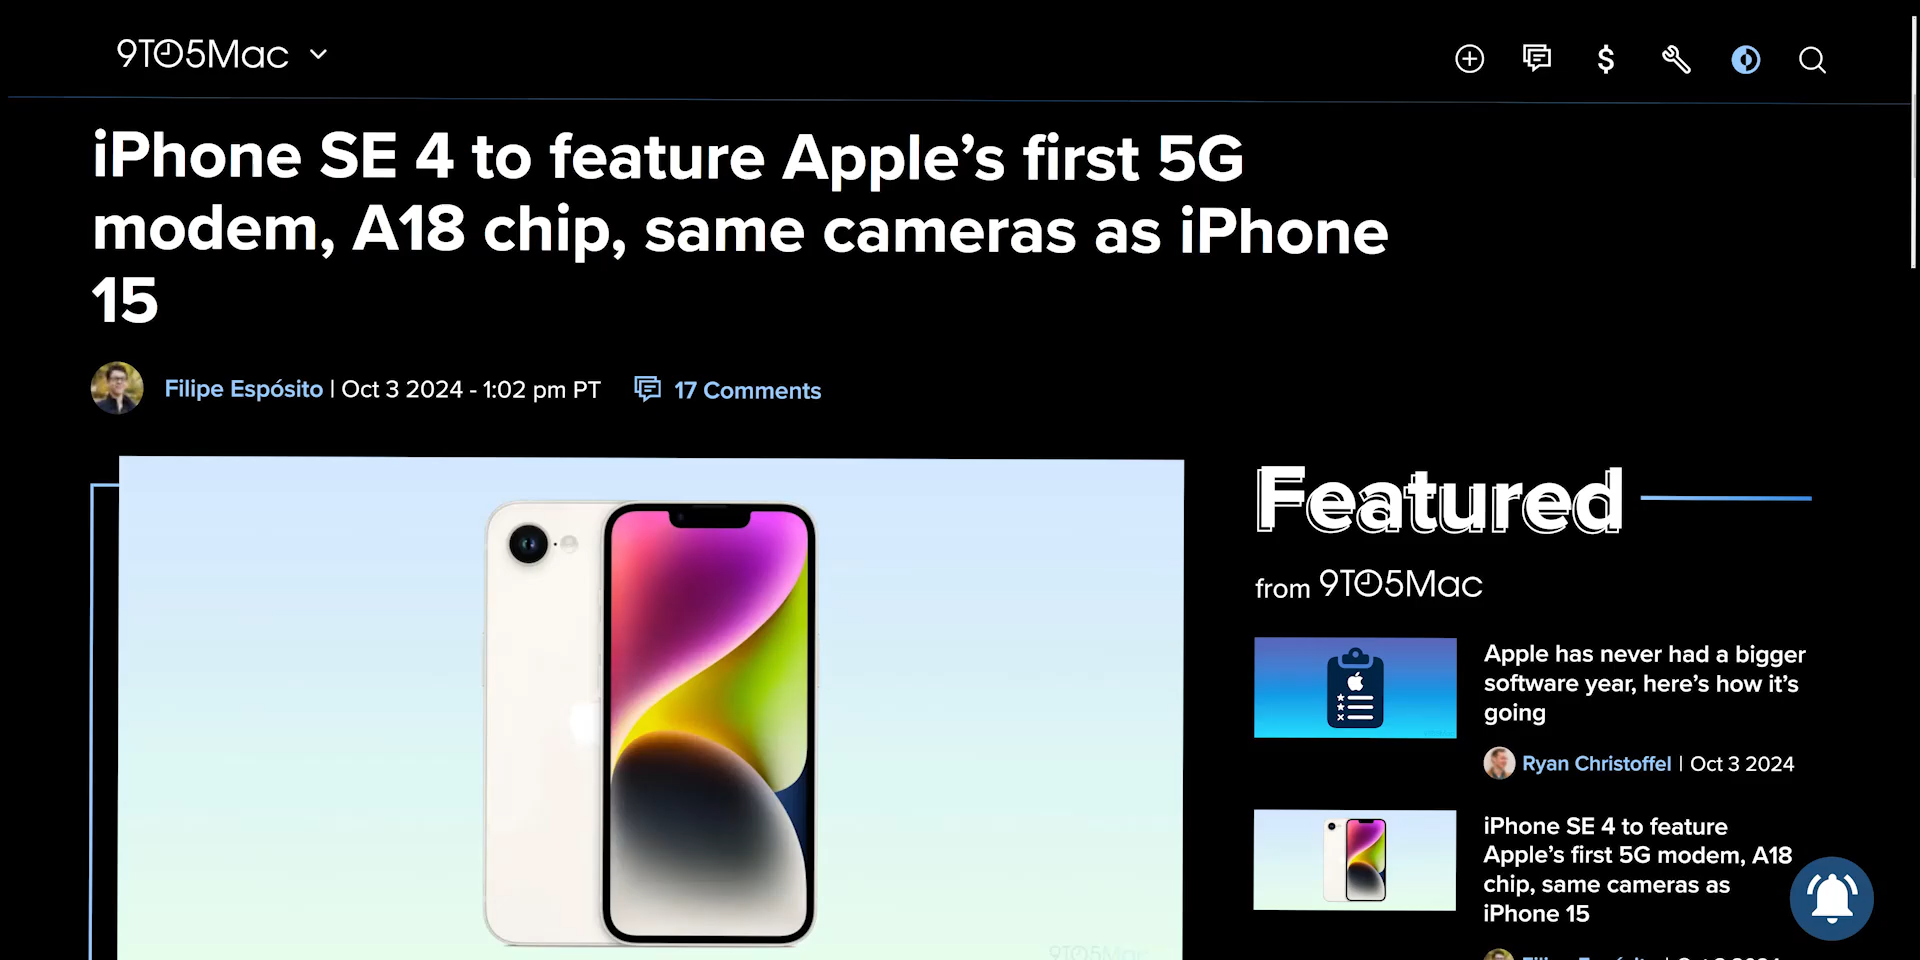 9TO5Mac
iPhone SE 4 to feature Apple’s first 5G
modem, A18 chip, same cameras as iPhone
15
Filipe Espósito | Oct 3 2024 - 1:02 pm PT 17 Comments
Featured
from 9TO5Mac
Apple has never had a bigger
software year, here’s how it’s
going
Ryan Christoffel | Oct 3 2024
iPhone SE 4 to feature
Apple’s first 5G modem, A18
chip, same cameras as
iPhone 15
9TO5Mac